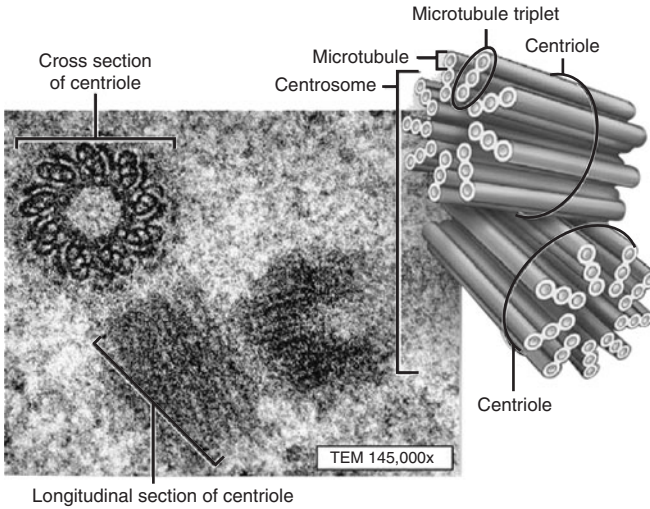 Microtubule triplet
Microtubule
Centriole
Cross section
of centriole
Centrosome
Centriole
TEM 145,000x
Longitudinal section of centriole